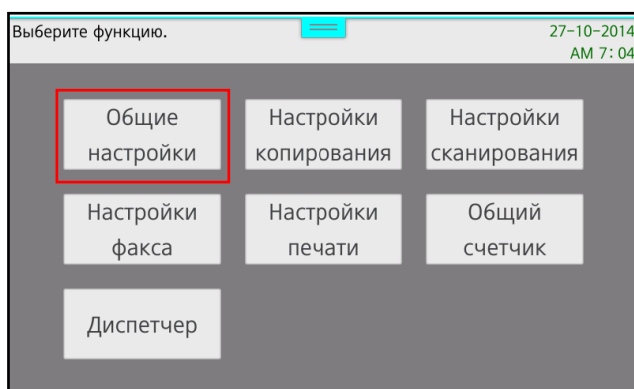 Выберите функцию.
27-10-2014
AM 7:04
Общие
настройки
Настройки
копирования
Настройки
сканирования
Настройки
факса
Настройки
печати
Общий
счетчик
Диспетчер